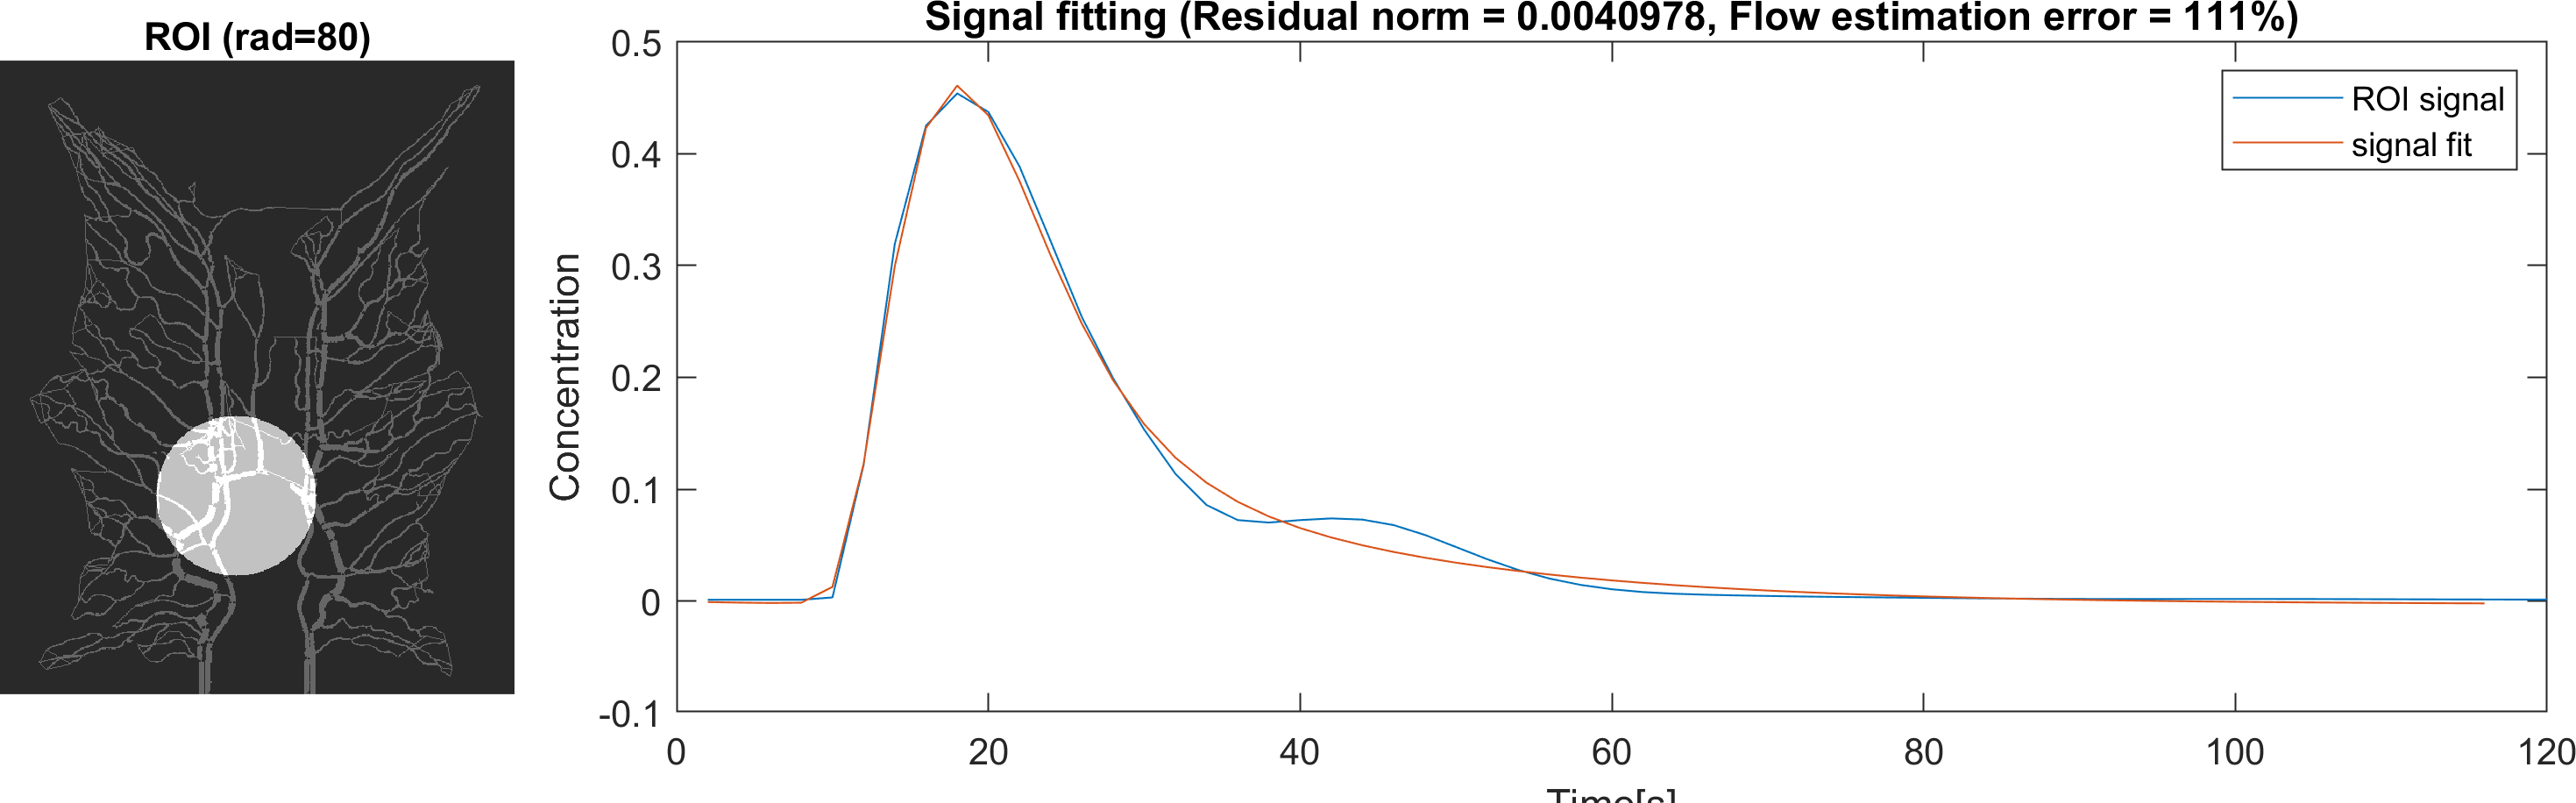 ROI (rad=80)
Signal fitting (Residual norm = 0.0040978, Flow estimation error = 111%)
0.5
0.4
0.3
0.2
0.1
0
-0.1
Concentration
ROI signal
signal fit
0 20 40 60 80 100 120
Time[s]